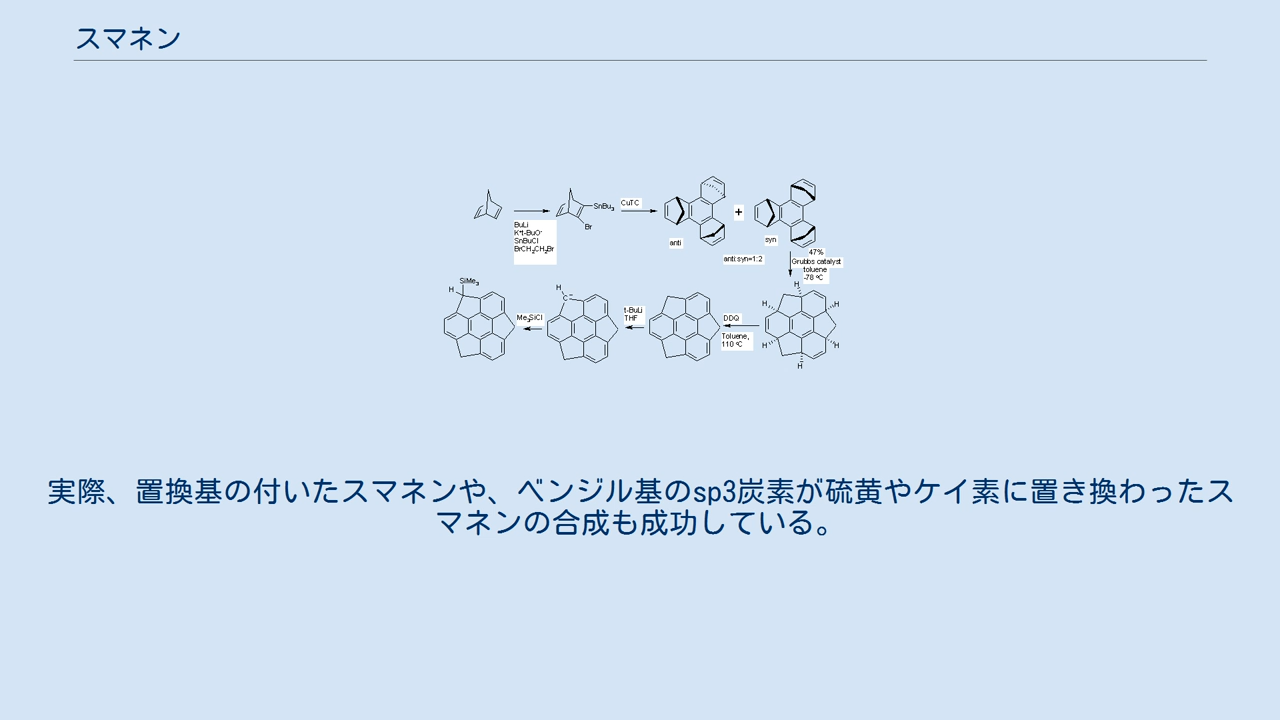 スマネン
SnBu3
Br
CuTC
BuLi
K+t-BuO-
SnBuCl
BrCH2CH2Br
anti
+
syn
anti:syn=1:2
47%
Grubbs catalyst
toluene
-78 ºC
H
H
H
H
H
H
DDQ
Toluene,
110 ºC
t-BuLi
THF
H
C-
Me3SiCl
SiMe3
H
実際、置換基の付いたスマネンや、ベンジル基のsp3炭素が硫黄やケイ素に置き換わったス
マネンの合成も成功している。